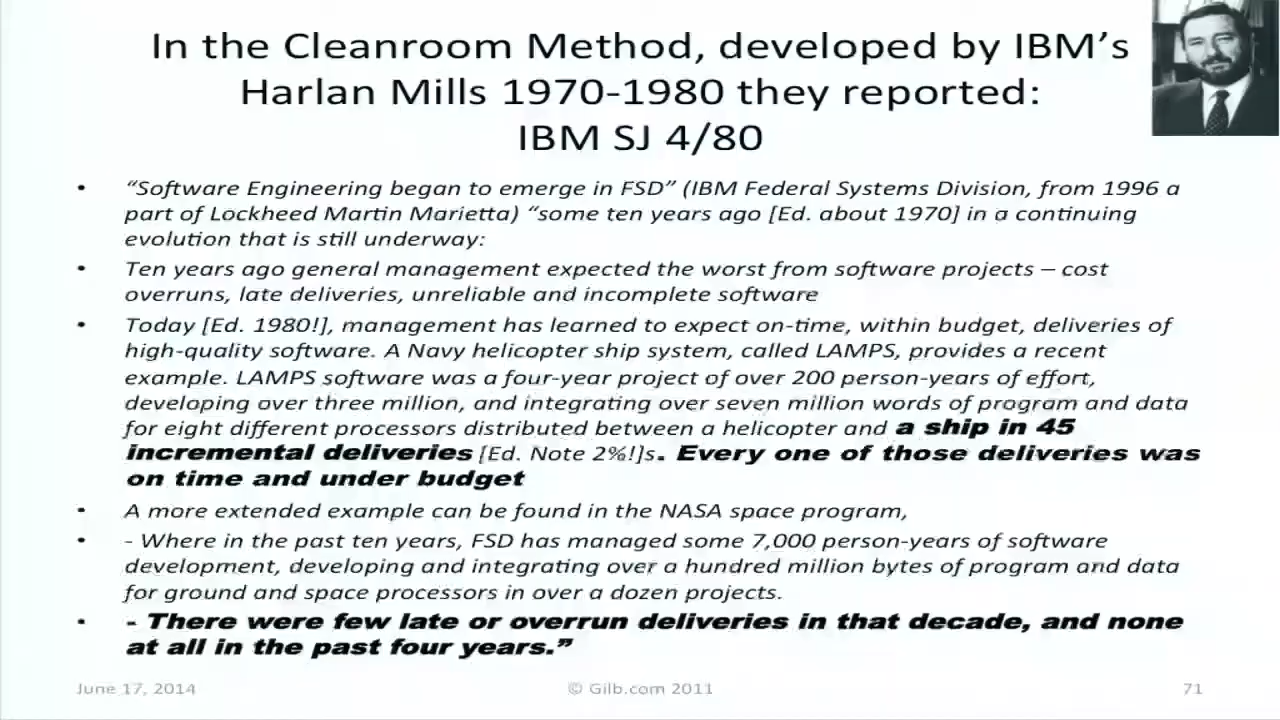 In the Cleanroom Method, developed by IBM’s
Harlan Mills 1970-1980 they reported:
IBM SJ 4/80
• “Software Engineering began to emerge in FSD” (IBM Federal Systems Division, from 1996 a
part of Lockheed Martin Marietta) “some ten years ago [Ed. about 1970] in a continuing
evolution that is still underway:
• Ten years ago general management expected the worst from software projects – cost
overruns, late deliveries, unreliable and incomplete software
• Today [Ed. 1980!], management has learned to expect on-time, within budget, deliveries of
high-quality software. A Navy helicopter ship system, called LAMPS, provides a recent
example. LAMPS software was a four-year project of over 200 person-years of effort,
developing over three million, and integrating over seven million words of program and data
for eight different processors distributed between a helicopter and a ship in 45
incremental deliveries [Ed. Note 2%!]s. Every one of those deliveries was
on time and under budget
• A more extended example can be found in the NASA space program,
• - Where in the past ten years, FSD has managed some 7,000 person-years of software
development, developing and integrating over a hundred million bytes of program and data
for ground and space processors in over a dozen projects.
• - There were few late or overrun deliveries in that decade, and none
at all in the past four years.”
June 17, 2014 © Gilb.com 2011 71